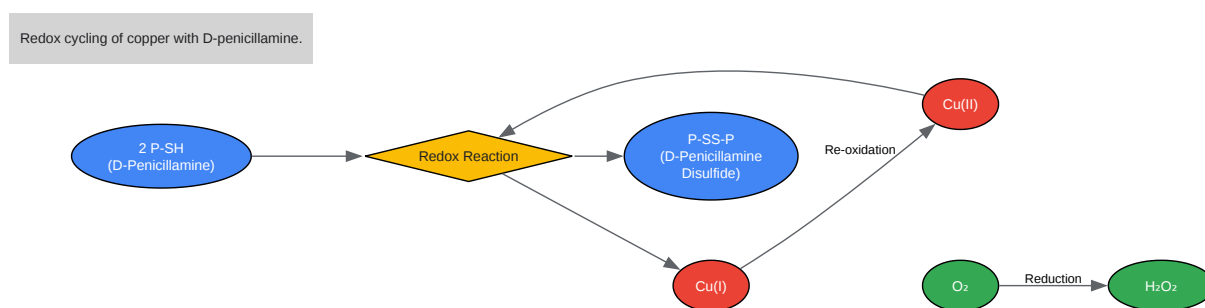 Redox cycling of copper with D-penicillamine.
2 P-SH
(D-Penicillamine)
Redox Reaction
P-SS-P
(D-Penicillamine
Disulfide)
Cu(II)
Re-oxidation
Cu(I)
O₂
Reduction
H₂O₂